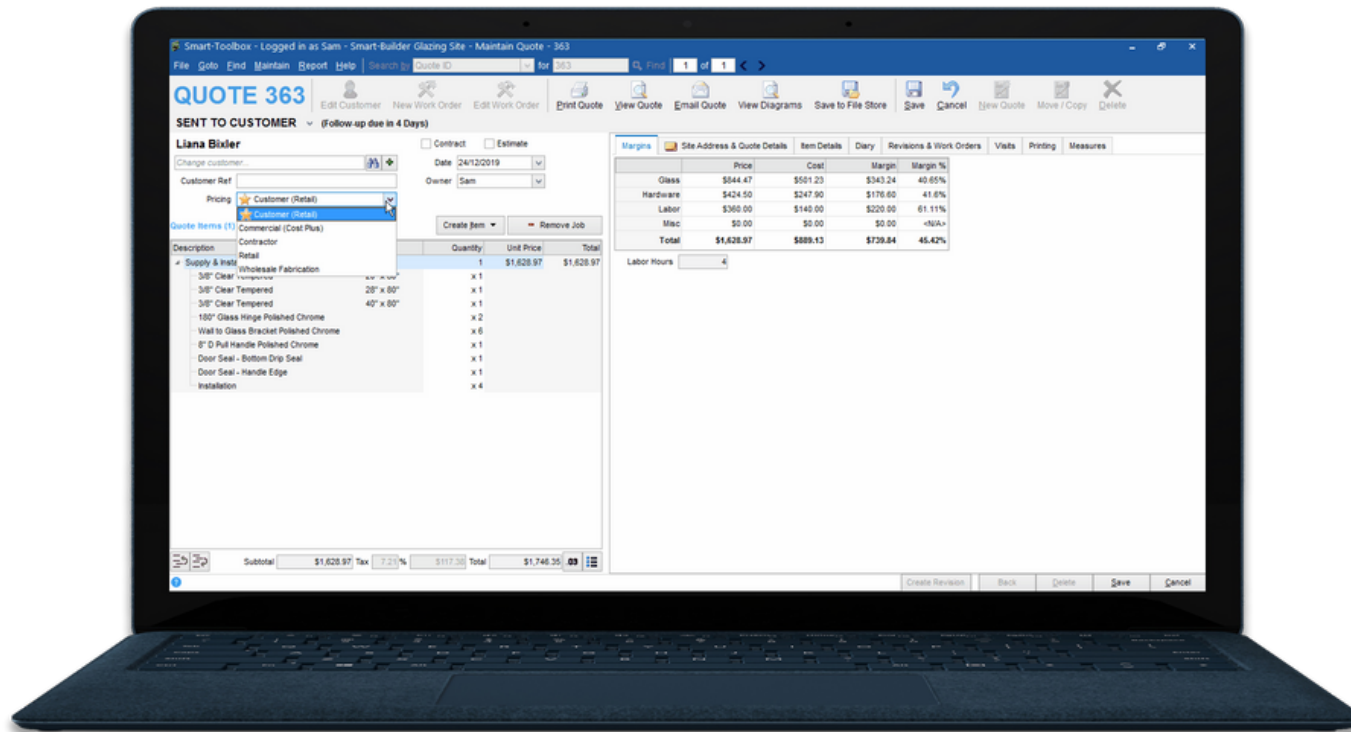 Smart-Toolbox - Logged in as Sam - Smart-Builder Glazing Site - Maintain Quote - 363
File Goto Find Maintain Report Help Search by Quote ID for 363 Find 1 of 1
QUOTE 363
Edit Customer New Work Order Edit Work Order Print Quote View Quote Email Quote View Diagrams Save to File Store Save Cancel New Quote Move / Copy Delete
SENT TO CUSTOMER (Follow-up due in 4 Days)
Liana Bixler Contract Estimate
Change customer... Date 24/12/2019
Customer Ref Owner Sam
Pricing Customer (Retail)
Customer (Retail)
Commercial (Cost Plus)
Contractor
Retail
Wholesale Fabrication
Quote Items (1) Create Item Remove Job
Description Quantity Unit Price Total
Supply & 1 $1,628.97 $1,628.97
3/8" Clear Tempered x 1
3/8" Clear Tempered 28" x 80" x 1
3/8" Clear Tempered 40" x 80" x 1
180° Glass Hinge Polished Chrome x 2
Wall to Glass Bracket Polished Chrome x 6
8" D Pull Handle Polished Chrome x 1
Door Seal - Bottom Drip Seal x 1
Door Seal - Handle Edge x 1
Installation x 4
Subtotal $1,628.97 Tax 7.21 % $117.38 Total $1,746.35 .03
Margins Site Address & Quote Details Item Details Diary Revisions & Work Orders Visits Printing Measures
Price Cost Margin Margin %
Glass $844.47 $501.23 $343.24 40.65%
Hardware $424.50 $247.90 $176.60 41.6%
Labor $360.00 $140.00 $220.00 61.11%
Misc $0.00 $0.00 $0.00 <N/A>
Total $1,628.97 $889.13 $739.84 45.42%
Labor Hours 4
Create Revision Back Delete Save Cancel